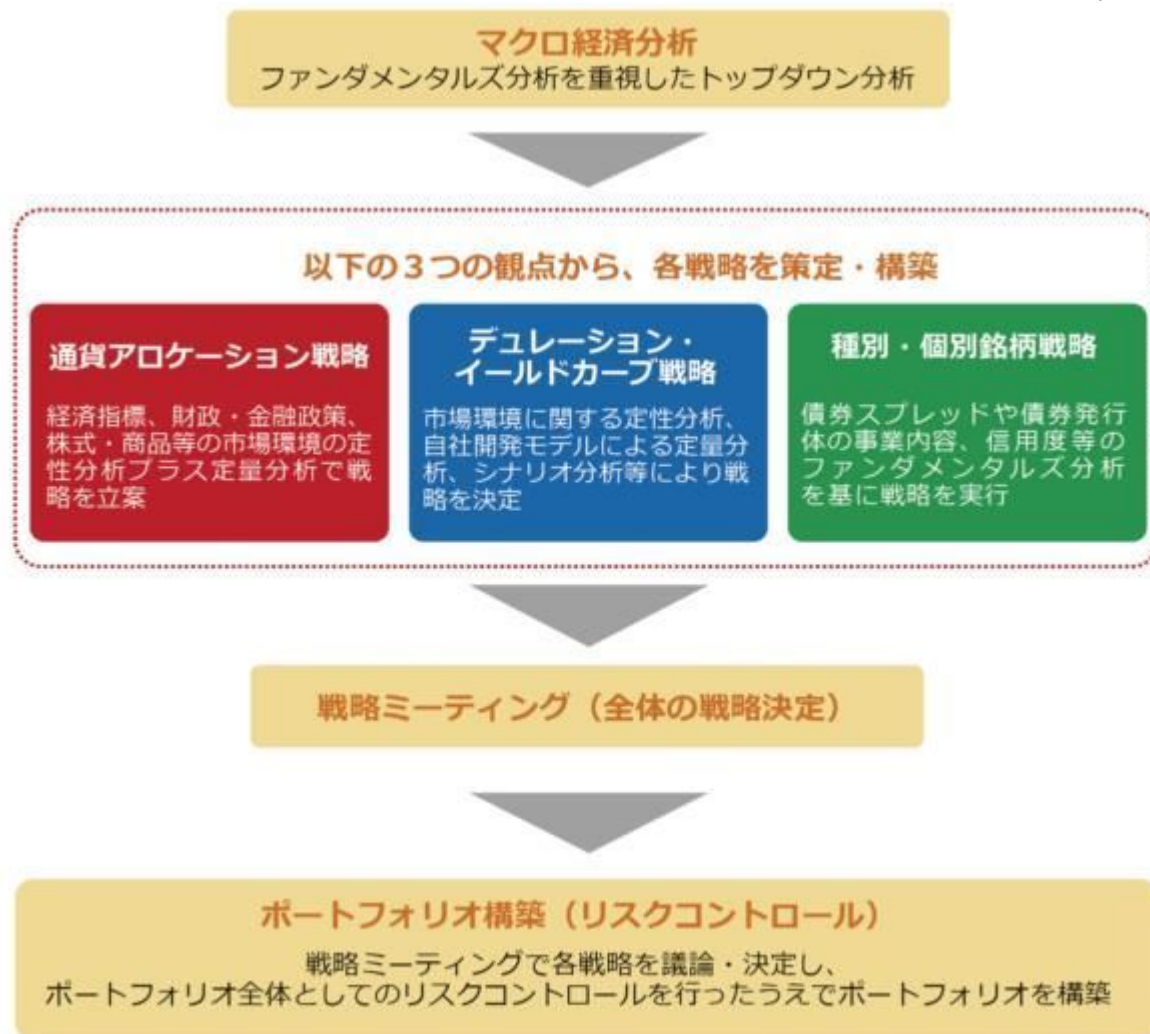 マクロ経済分析
ファンダメンタルズ分析を重視したトップダウン分析
以下の３つの観点から、各戦略を策定・構築
通貨アロケーション戦略
経済指標、財政・金融政策、
株式・商品等の市場環境の定
性分析プラス定量分析で戦
略を立案
デュレーション・
イールドカーブ戦略
市場環境に関する定性分析、
自社開発モデルによる定量分
析、シナリオ分析等により戦
略を決定
種別・個別銘柄戦略
債券スプレッドや債券発行
体の事業内容、信用度等の
ファンダメンタルズ分析
を基に戦略を実行
戦略ミーティング（全体の戦略決定）
ポートフォリオ構築（リスクコントロール）
戦略ミーティングで各戦略を議論・決定し、
ポートフォリオ全体としてのリスクコントロールを行ったうえでポートフォリオを構築